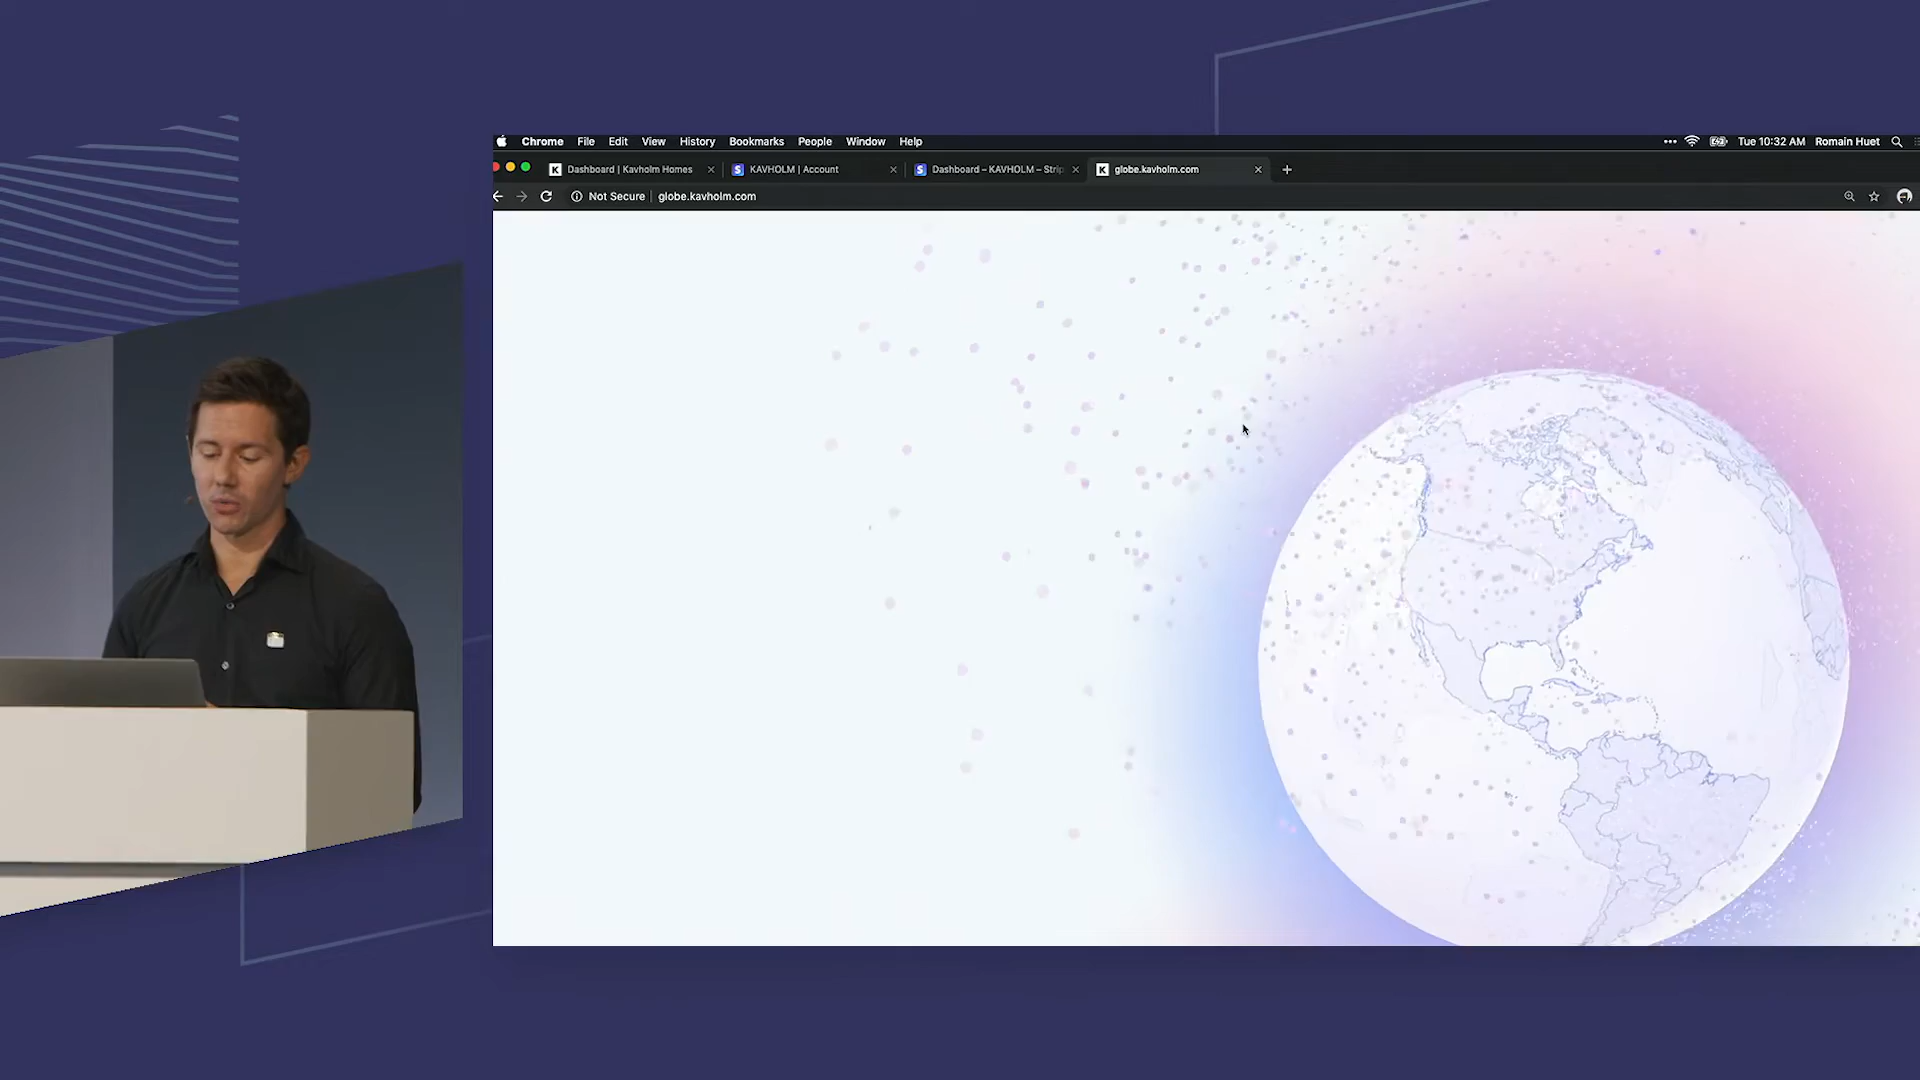 Chrome File Edit View History Bookmarks People Window Help ••• Tue 10:32 AM Romain Huet
K Dashboard | Kavholm Homes × S KAVHOLM | Account × S Dashboard – KAVHOLM – Strip × K globe.kavholm.com × +
Not Secure | globe.kavholm.com